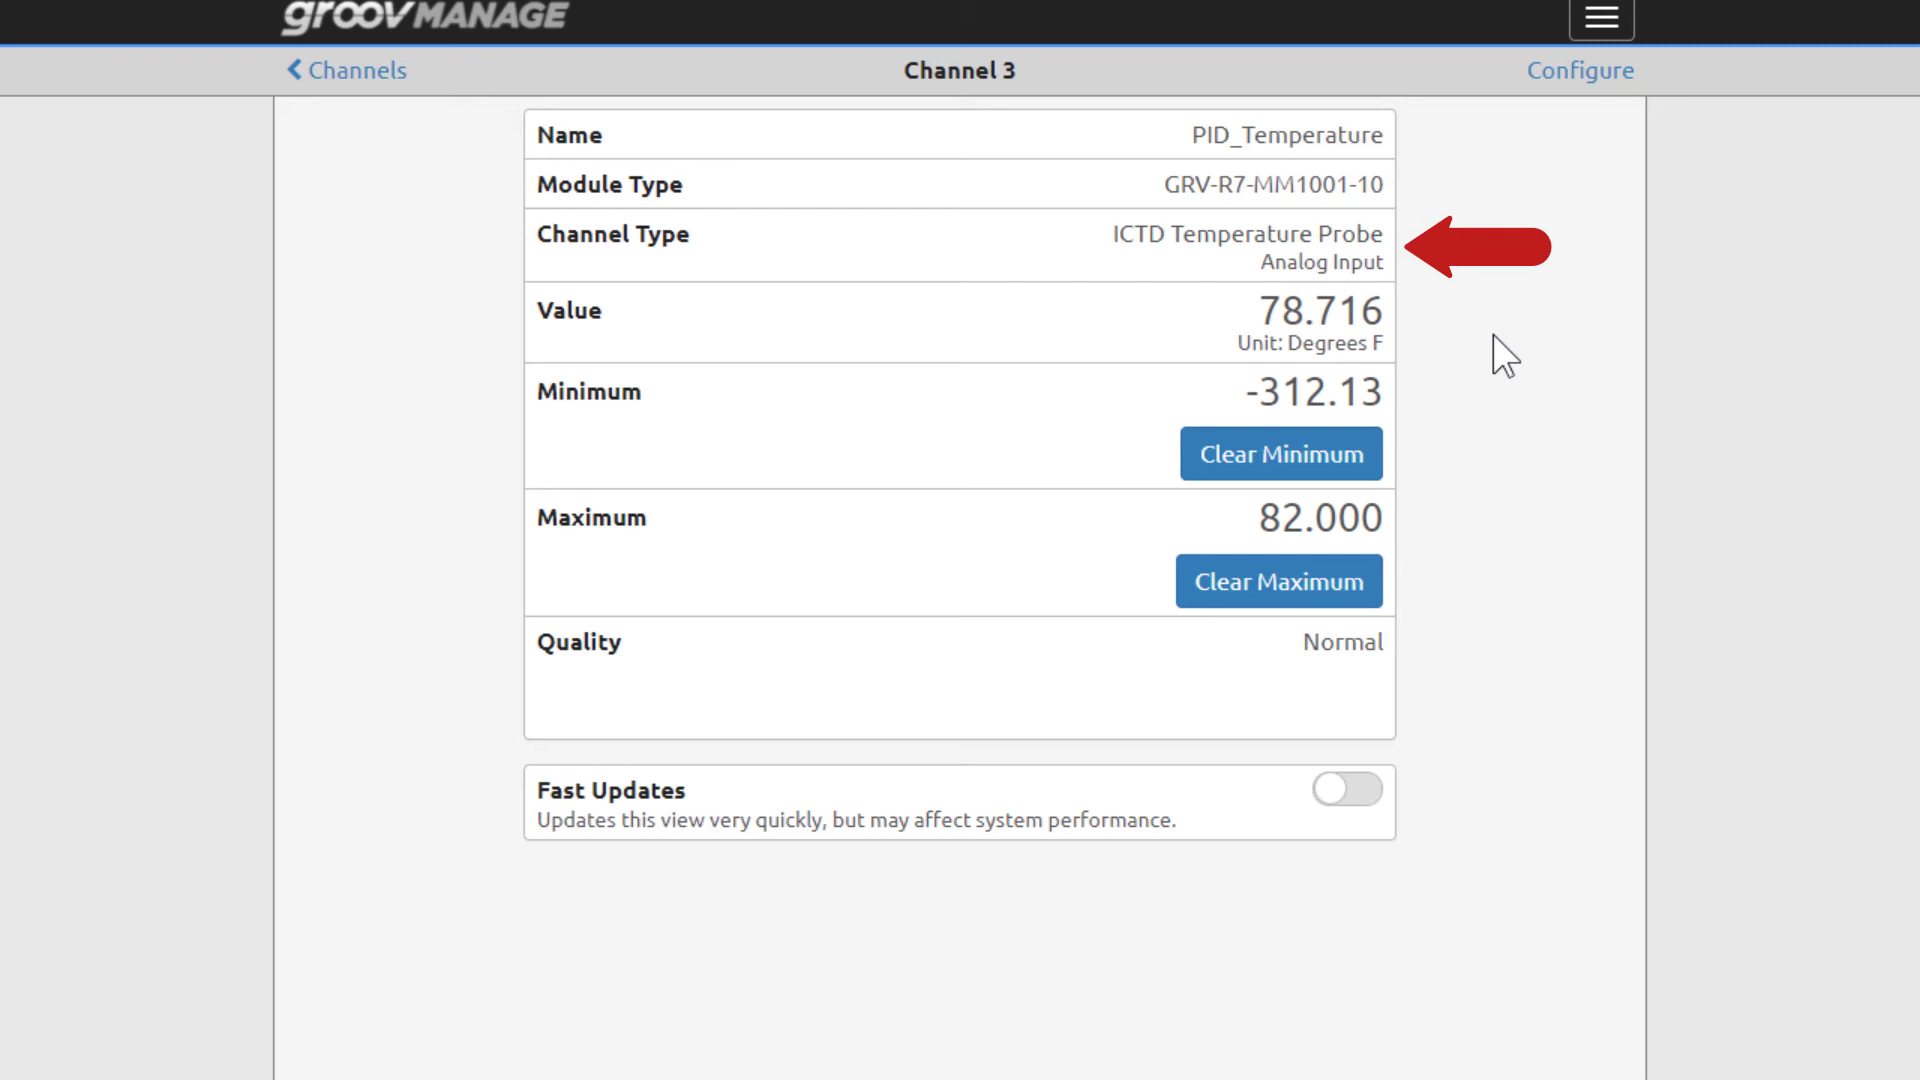 groovMANAGE
Channels
Channel 3
Configure
Name
PID_Temperature
Module Type
GRV-R7-MM1001-10
Channel Type
ICTD Temperature Probe
Analog Input
Value
78.716
Unit: Degrees F
Minimum
-312.13
Clear Minimum
Maximum
82.000
Clear Maximum
Quality
Normal
Fast Updates
Updates this view very quickly, but may affect system performance.